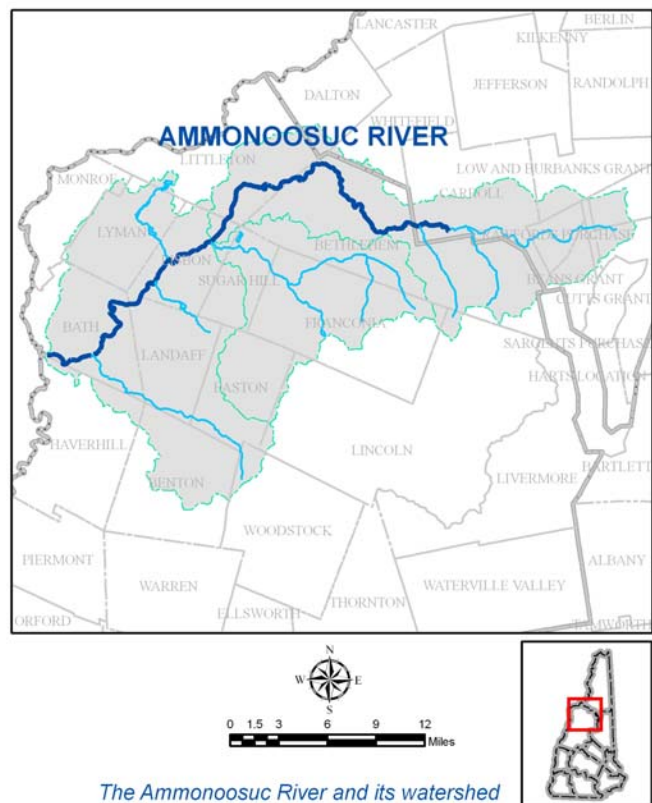 LANCASTER
BERLIN
KILKENNY
DALTON
JEFFERSON
RANDOLPH
WHITEFIELD
AMMONOOSUC RIVER
LITTLETON
LOW AND BURBANKS GRANT
MONROE
CARROLL
LYMAN
CRAWFORDS PURCHASE
LISBON
BETHLEHEM
SUGAR HILL
BEANS GRANT
CUTTS GRANT
BATH
FRANCONIA
LANDAFF
SARGENTS PURCHASE
HARTS LOCATION
EASTON
HAVERHILL
LINCOLN
BARTLETT
LIVERMORE
BENTON
WOODSTOCK
PIERMONT
ALBANY
WARREN
WATERVILLE VALLEY
THORNTON
ELLSWORTH
ORFORD
TAMWORTH
N
W E
S
0 1.5 3 6 9 12
Miles
The Ammonoosuc River and its watershed